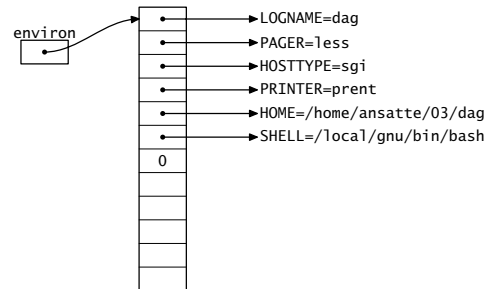 LOGNAME=dag
environ
PAGER=less
HOSTTYPE=sgi
PRINTER=prent
HOME=/home/ansatte/03/dag
SHELL=/local/gnu/bin/bash
0